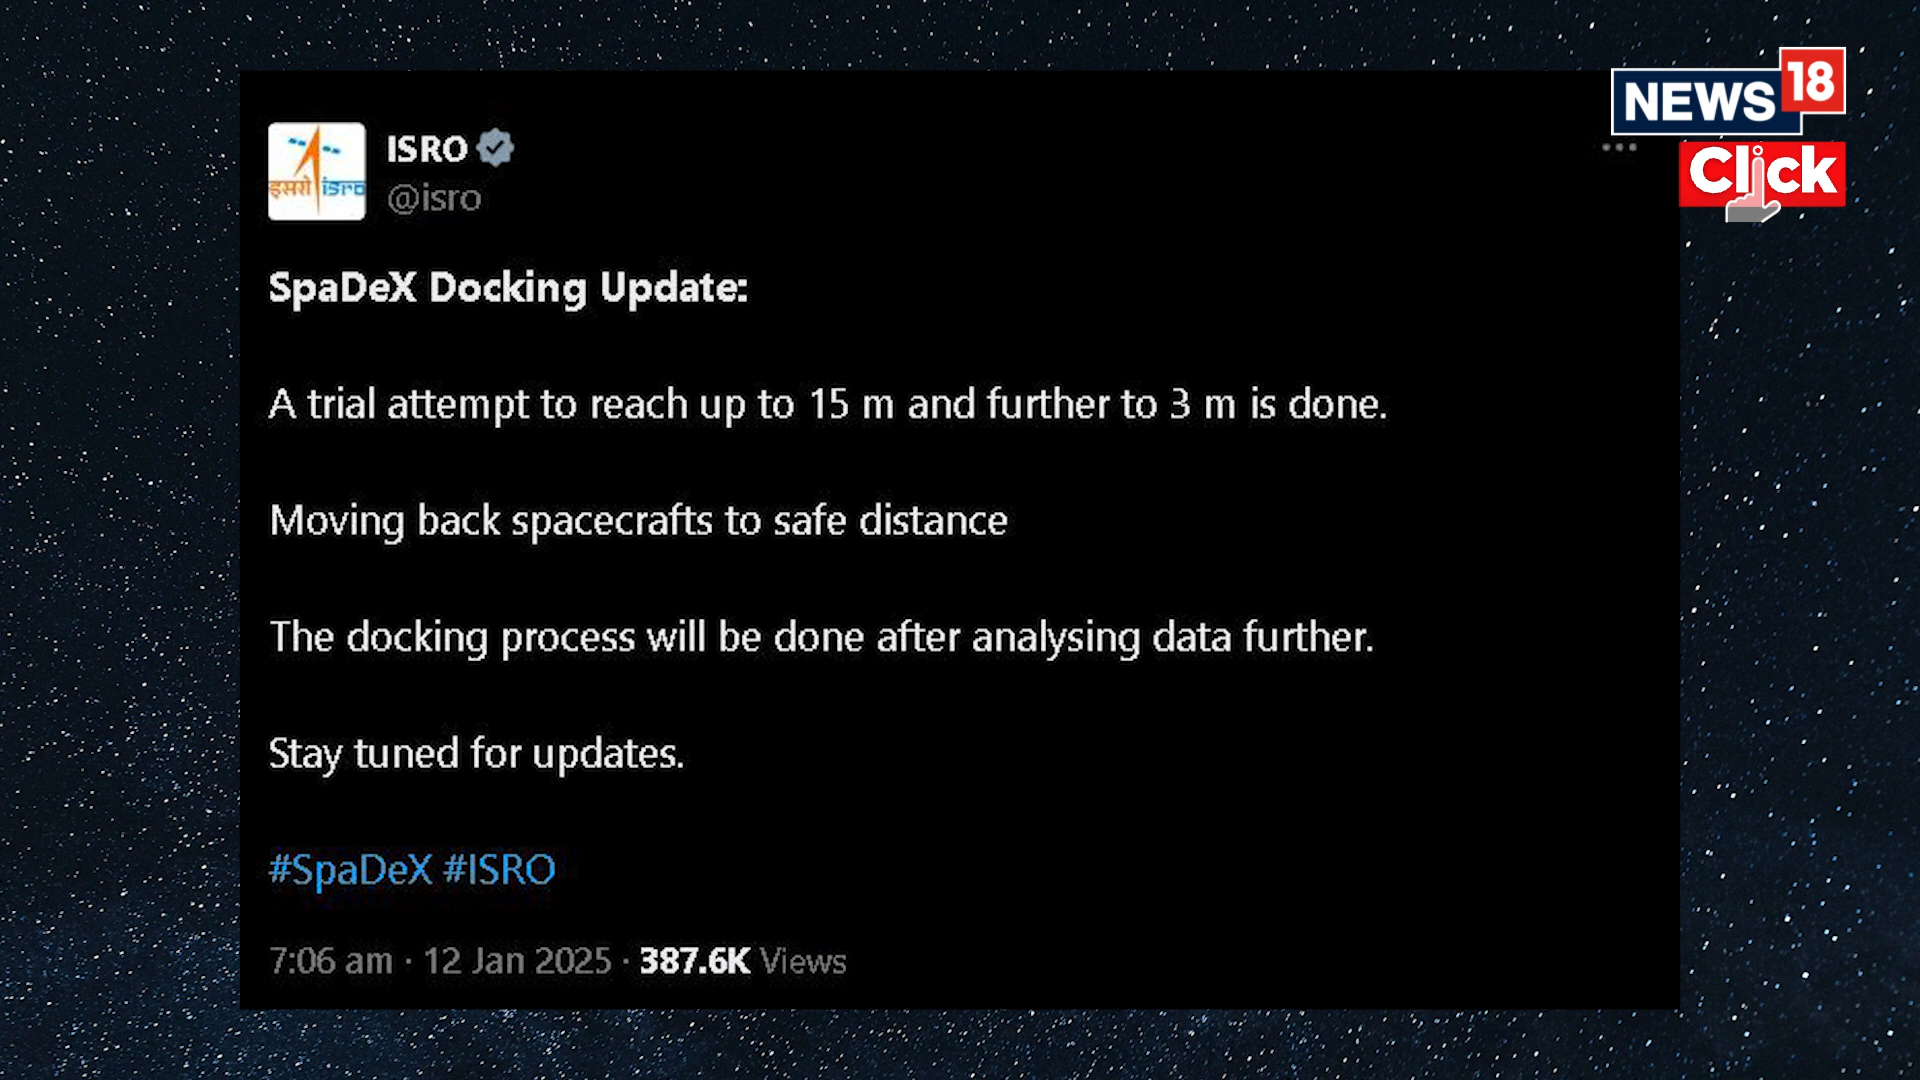 NEWS 18
Click
इसरो isro
ISRO
@isro
SpaDeX Docking Update:
A trial attempt to reach up to 15 m and further to 3 m is done.
Moving back spacecrafts to safe distance
The docking process will be done after analysing data further.
Stay tuned for updates.
#SpaDeX #ISRO
7:06 am · 12 Jan 2025 · 387.6K Views